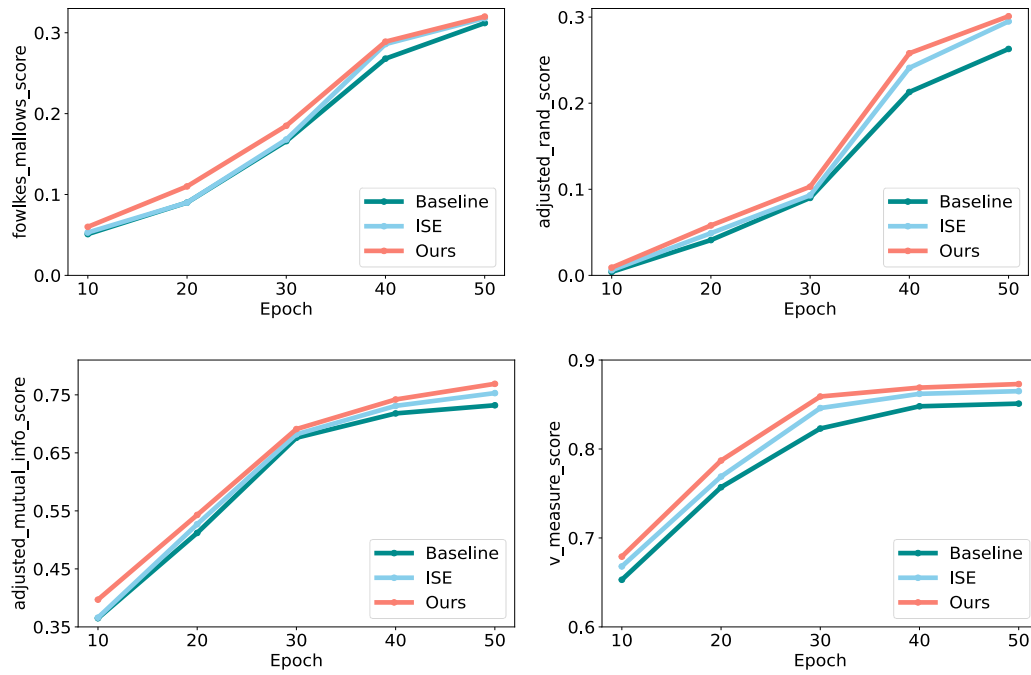 fowlkes_mallows_score
0.3
0.2
0.1
0.0
10 20 30 40 50
Epoch
Baseline
ISE
Ours
adjusted_rand_score
0.3
0.2
0.1
0.0
10 20 30 40 50
Epoch
Baseline
ISE
Ours
adjusted_mutual_info_score
0.75
0.65
0.55
0.45
0.35
10 20 30 40 50
Epoch
Baseline
ISE
Ours
v_measure_score
0.9
0.8
0.7
0.6
10 20 30 40 50
Epoch
Baseline
ISE
Ours